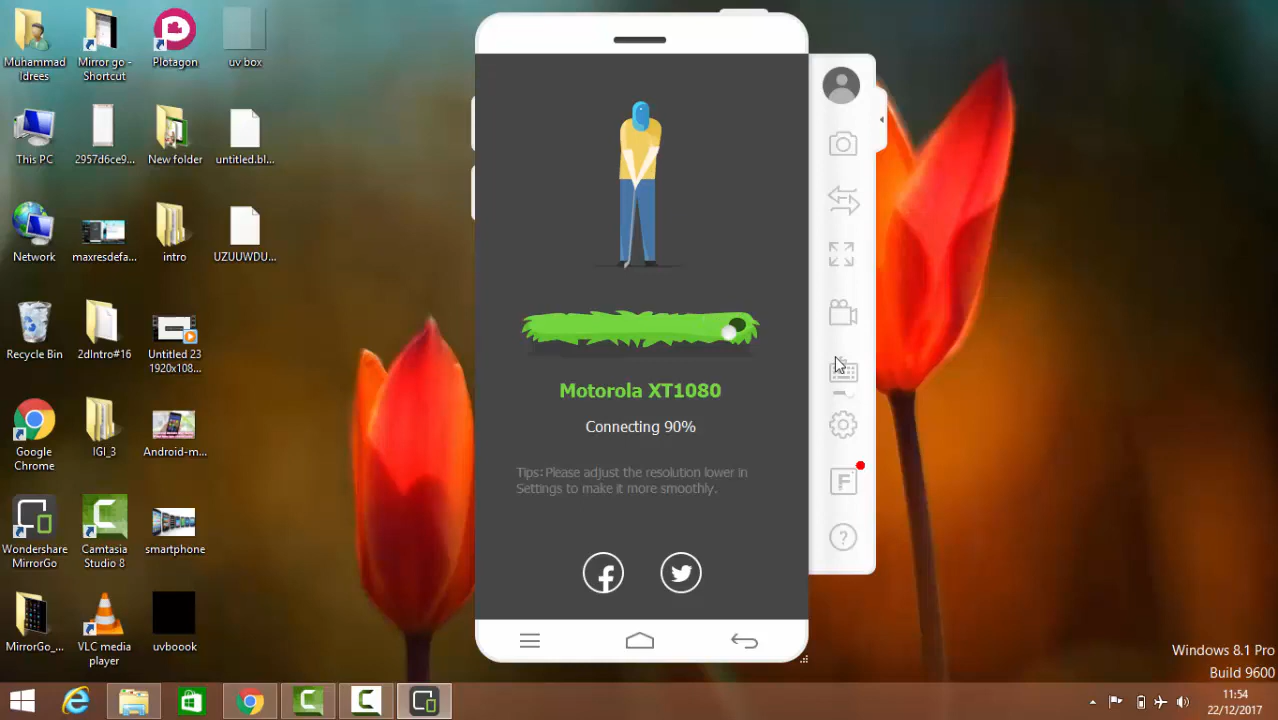 Muhammad
Idrees
Mirror go -
Shortcut
Plotagon
uv box
This PC
2957d6ce9...
New folder
untitled.bl...
Network
maxresdefa...
intro
UZUUWDU...
Recycle Bin
2dIntro#16
Untitled 23
1920x108...
Google
Chrome
IGI_3
Android-m...
Wondershare
MirrorGo
Camtasia
Studio 8
smartphone
MirrorGo_...
VLC media
player
uvboook
Motorola XT1080
Connecting 90%
Tips: Please adjust the resolution lower in
Settings to make it more smoothly.
F
?
Windows 8.1 Pro
Build 9600
11:54
22/12/2017